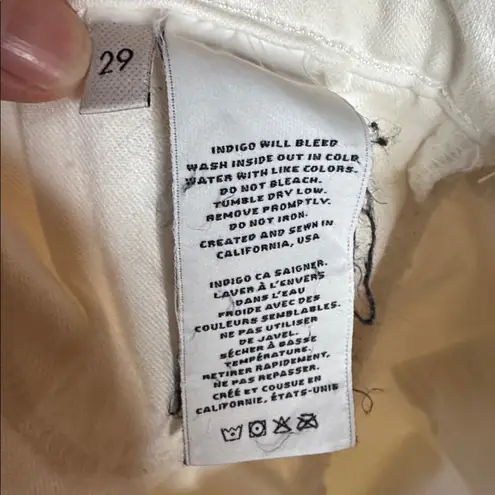 29
INDIGO WILL BLEED
WASH INSIDE OUT IN COLD
WATER WITH LIKE COLORS.
DO NOT BLEACH.
TUMBLE DRY LOW.
REMOVE PROMPTLY.
DO NOT IRON.
CREATED AND SEWN IN
CALIFORNIA, USA
INDIGO CA SAIGNER.
LAVER À L'ENVERS
DANS L'EAU
FROIDE AVEC DES
COULEURS SEMBLABLES.
NE PAS UTILISER
DE JAVEL.
SÉCHER À BASSE
TEMPÉRATURE.
RETIRER RAPIDEMENT.
NE PAS REPASSER.
CRÉÉ ET COUSUE EN
CALIFORNIE, ÉTATS-UNIS